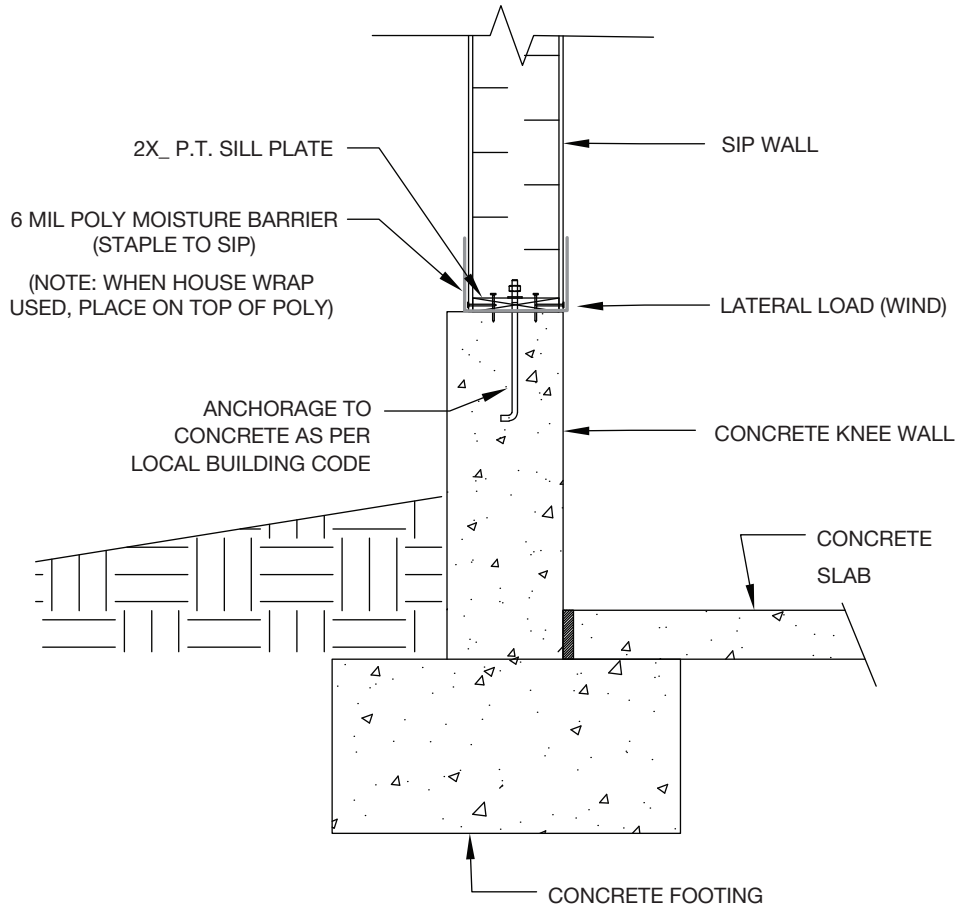 2X_ P.T. SILL PLATE
6 MIL POLY MOISTURE BARRIER
(STAPLE TO SIP)
(NOTE: WHEN HOUSE WRAP
USED, PLACE ON TOP OF POLY)
ANCHORAGE TO
CONCRETE AS PER
LOCAL BUILDING CODE
SIP WALL
LATERAL LOAD (WIND)
CONCRETE KNEE WALL
CONCRETE
SLAB
CONCRETE FOOTING